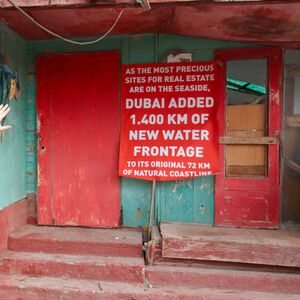 AS THE MOST PRECIOUS
SITES FOR REAL ESTATE
ARE ON THE SEASIDE,
DUBAI ADDED
1.400 KM OF
NEW WATER
FRONTAGE
TO ITS ORIGINAL 72 KM
OF NATURAL COASTLINE